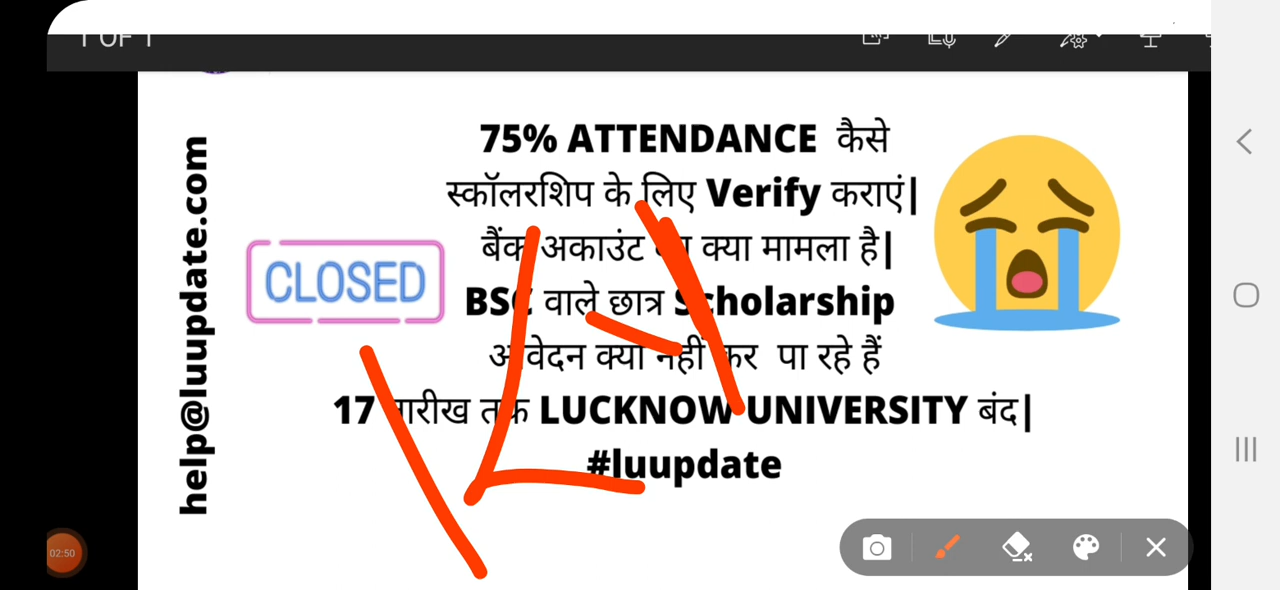 1 OF 1
75% ATTENDANCE कैसे
स्कॉलरशिप के लिए Verify कराएं|
बैंक अकाउंट का क्या मामला है|
BSC वाले छात्र Scholarship
आवेदन क्यों नहीं कर पा रहे हैं
17 तारीख तक LUCKNOW UNIVERSITY बंद|
#luupdate
CLOSED
help@luupdate.com
02:50